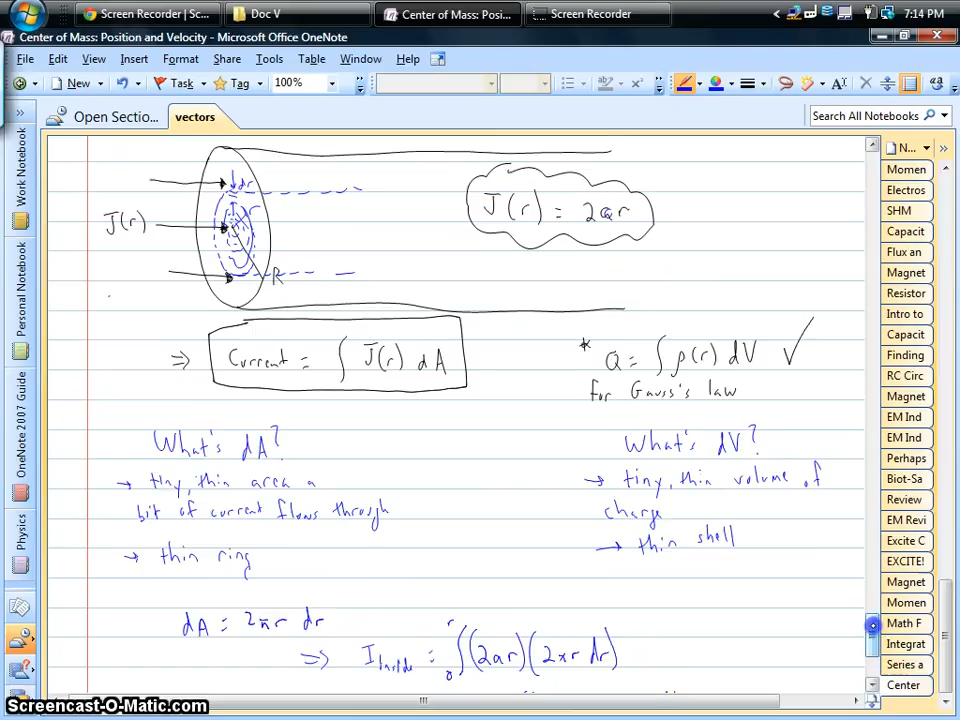 Screen Recorder | Sc...
Doc V
Center of Mass: Posi...
Screen Recorder
7:14 PM
Center of Mass: Position and Velocity - Microsoft Office OneNote
File Edit View Insert Format Share Tools Table Window Help
New Task Tag 100%
Open Sectio... vectors
Search All Notebooks
N...
Work Notebook
Personal Notebook
OneNote 2007 Guide
Physics
Momen
Electros
SHM
Capacit
Flux an
Magnet
Resistor
Intro to
Capacit
Finding
RC Circ
Magnet
EM Ind
EM Ind
Perhaps
Biot-Sa
Review
EM Revi
Excite C
EXCITE!
Magnet
Momen
Math F
Integrat
Series a
Center
dr
r
J(r)
R
J(r) = 2ar
⇒ Current = ∫ J(r) dA
* Q = ∫ ρ(r) dV ✓
for Gauss's law
What's dA?
→ tiny, thin area a
bit of current flows through
→ thin ring
What's dV?
→ tiny, thin volume of
charge
→ thin shell
dA = 2πr dr
⇒ I inside = ∫₀ʳ (2ar)(2πr dr)
Screencast-O-Matic.com